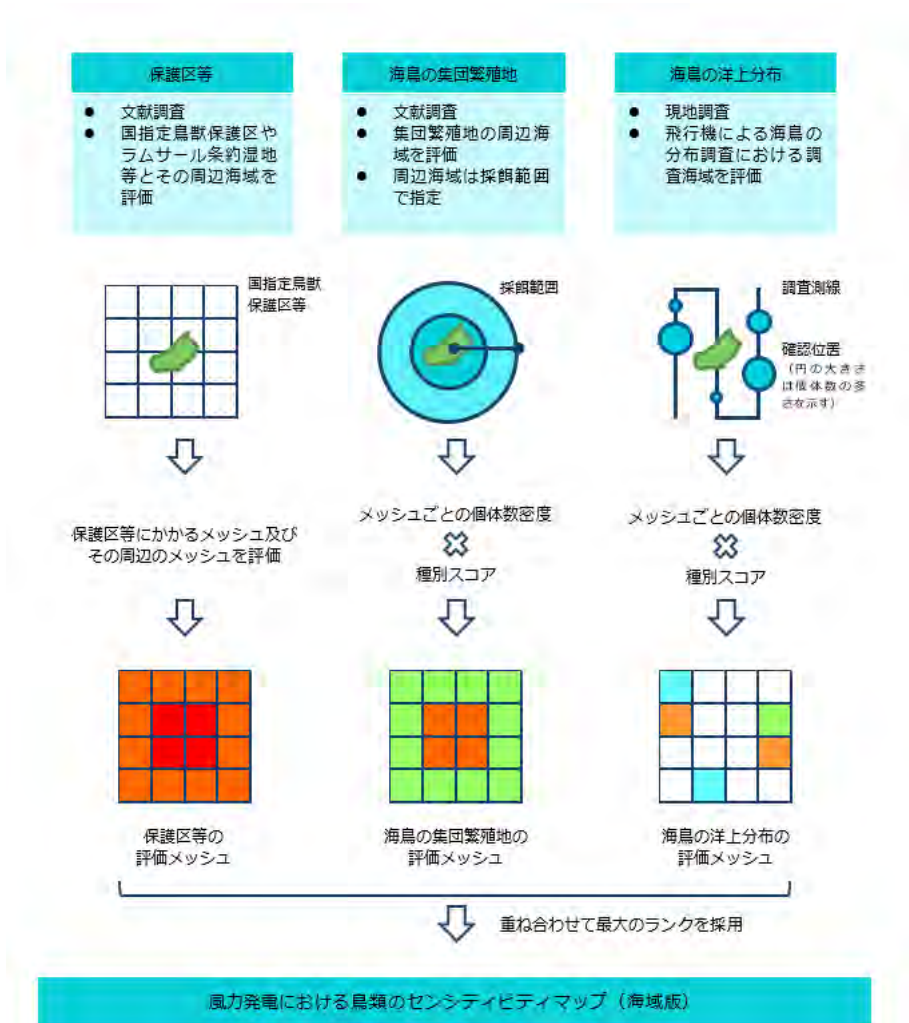 保護区等
● 文献調査
● 国指定鳥獣保護区や
ラムサール条約湿地
等とその周辺海域を
評価
海鳥の集団繁殖地
● 文献調査
● 集団繁殖地の周辺海
域を評価
● 周辺海域は採餌範囲
で指定
海鳥の洋上分布
● 現地調査
● 飛行機による海鳥の
分布調査における調
査海域を評価
国指定鳥獣
保護区等
採餌範囲
調査測線
確認位置
(円の大きさ
は個体数の多
さを示す)
保護区等にかかるメッシュ及び
その周辺のメッシュを評価
メッシュごとの個体数密度
種別スコア
メッシュごとの個体数密度
種別スコア
保護区等の
評価メッシュ
海鳥の集団繁殖地の
評価メッシュ
海鳥の洋上分布の
評価メッシュ
重ね合わせて最大のランクを採用
風力発電における鳥類のセンシティビティマップ(海域版)